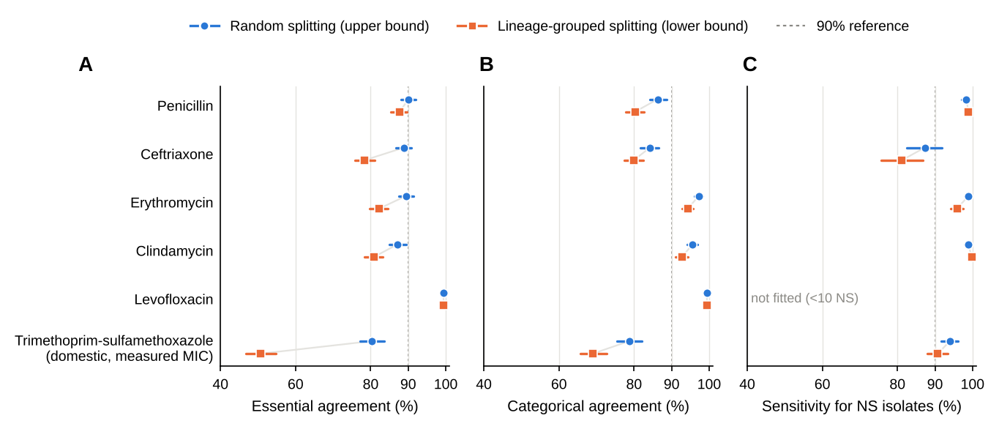 Random splitting (upper bound) Lineage-grouped splitting (lower bound) 90% reference
A B C
Penicillin
Ceftriaxone
Erythromycin
Clindamycin
Levofloxacin
not fitted (<10 NS)
Trimethoprim-sulfamethoxazole
(domestic, measured MIC)
40 60 80 90 100 40 60 80 90 100 40 60 80 90 100
Essential agreement (%) Categorical agreement (%) Sensitivity for NS isolates (%)